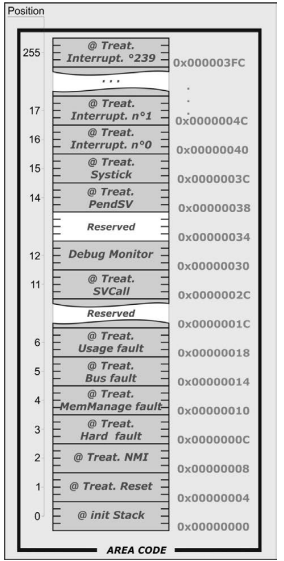 Position
@ Treat.
255
Interrupt. °239
0x000003FC
. . .
.
.
.
@ Treat.
17
Interrupt. n°1
0x0000004C
@ Treat.
16
Interrupt. n°0
0x00000040
@ Treat.
15
Systick
0x0000003C
@ Treat.
14
PendSV
0x00000038
Reserved
0x00000034
12
Debug Monitor
0x00000030
@ Treat.
11
SVCall
0x0000002C
Reserved
0x0000001C
@ Treat.
6
Usage fault
0x00000018
@ Treat.
5
Bus fault
0x00000014
@ Treat.
4
MemManage fault
0x00000010
@ Treat.
3
Hard fault
0x0000000C
2
@ Treat. NMI
0x00000008
1
@ Treat. Reset
0x00000004
0
@ init Stack
0x00000000
AREA CODE